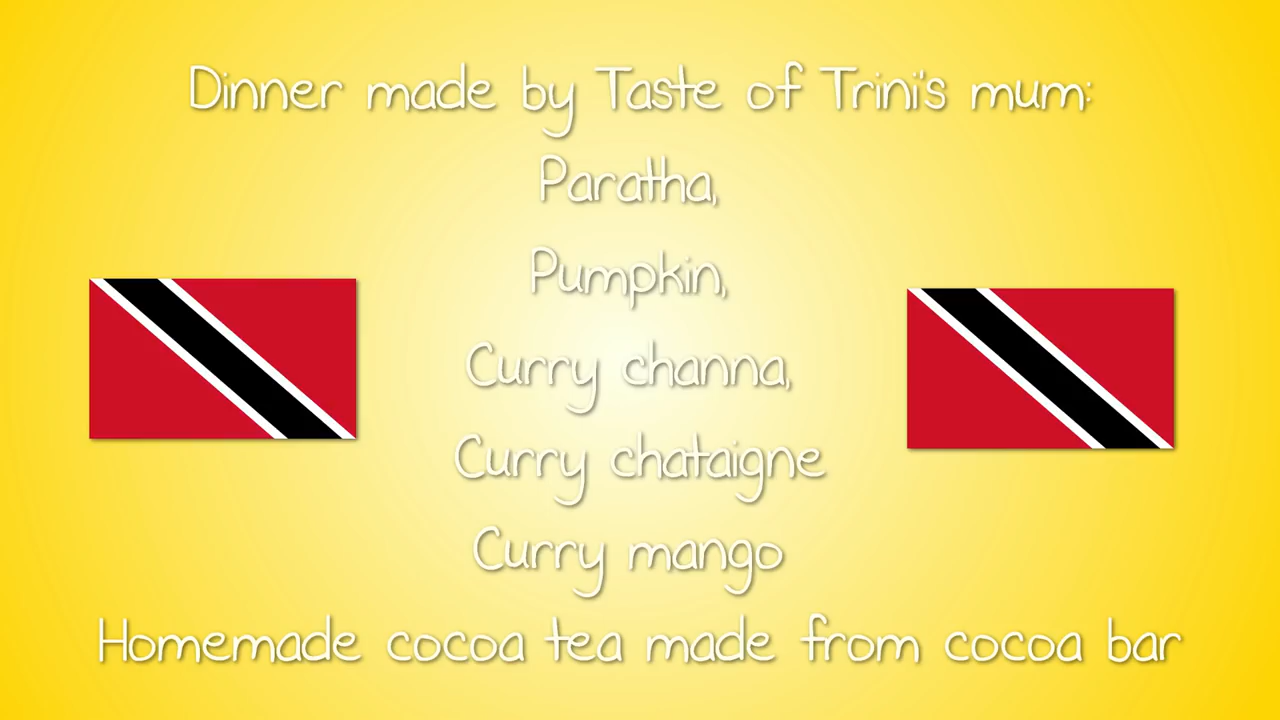 Dinner made by Taste of Trini's mum:
Paratha,
Pumpkin,
Curry channa,
Curry chataigne
Curry mango
Homemade cocoa tea made from cocoa bar